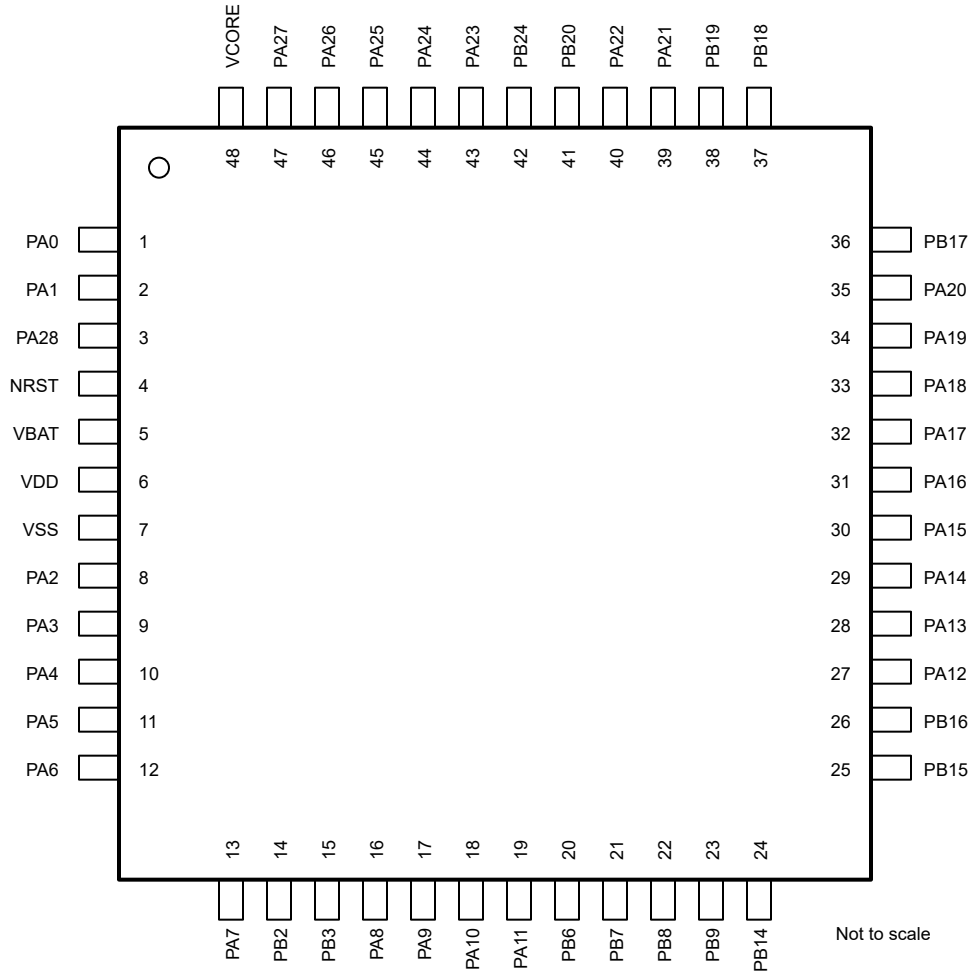 VCORE PA27 PA26 PA25 PA24 PA23 PB24 PB20 PA22 PA21 PB19 PB18
48 47 46 45 44 43 42 41 40 39 38 37
PA0 1 36 PB17
PA1 2 35 PA20
PA28 3 34 PA19
NRST 4 33 PA18
VBAT 5 32 PA17
VDD 6 31 PA16
VSS 7 30 PA15
PA2 8 29 PA14
PA3 9 28 PA13
PA4 10 27 PA12
PA5 11 26 PB16
PA6 12 25 PB15
13 14 15 16 17 18 19 20 21 22 23 24
PA7 PB2 PB3 PA8 PA9 PA10 PA11 PB6 PB7 PB8 PB9 PB14
Not to scale